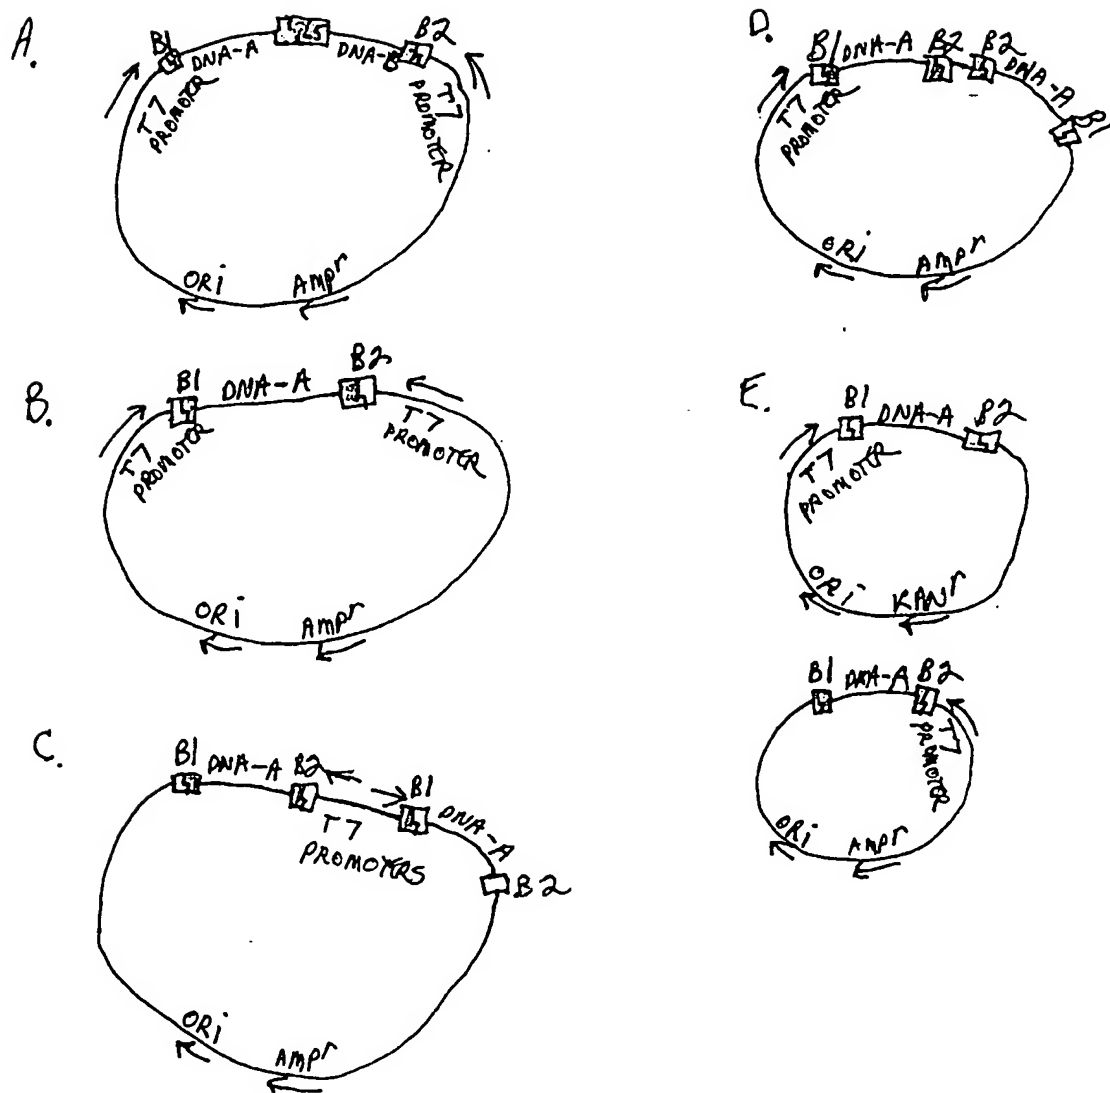 A.
B1
DNA-A
DNA-B
B2
T7
PROMOTER
T7
PROMOTER
ORi
Ampr
B.
B1
DNA-A
B2
T7
PROMOTER
T7
PROMOTER
ORi
Ampr
C.
B1
DNA-A
B2
B1
DNA-A
B2
T7
PROMOTERS
ORi
Ampr
D.
B1
DNA-A
B2
B2
DNA-A
B1
T7
PROMOTER
ORi
Ampr
E.
B1
DNA-A
B2
T7
PROMOTER
ORi
KANr
B1
DNA-A
B2
T7
PROMOTER
ORi
Ampr